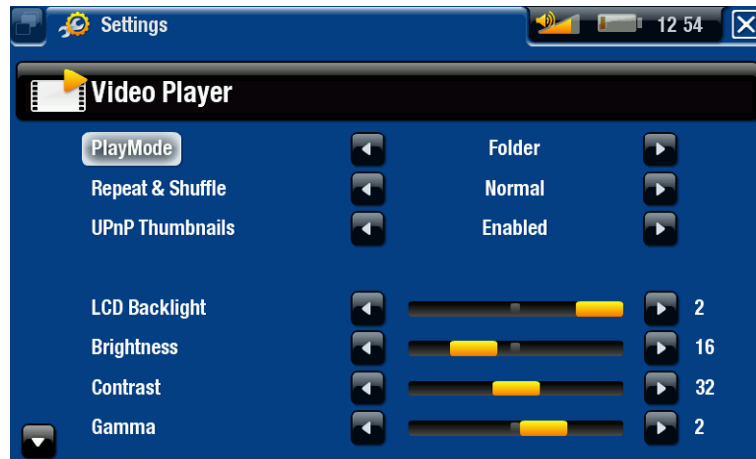 Settings 12 54
Video Player
PlayMode Folder
Repeat & Shuffle Normal
UPnP Thumbnails Enabled
LCD Backlight 2
Brightness 16
Contrast 32
Gamma 2